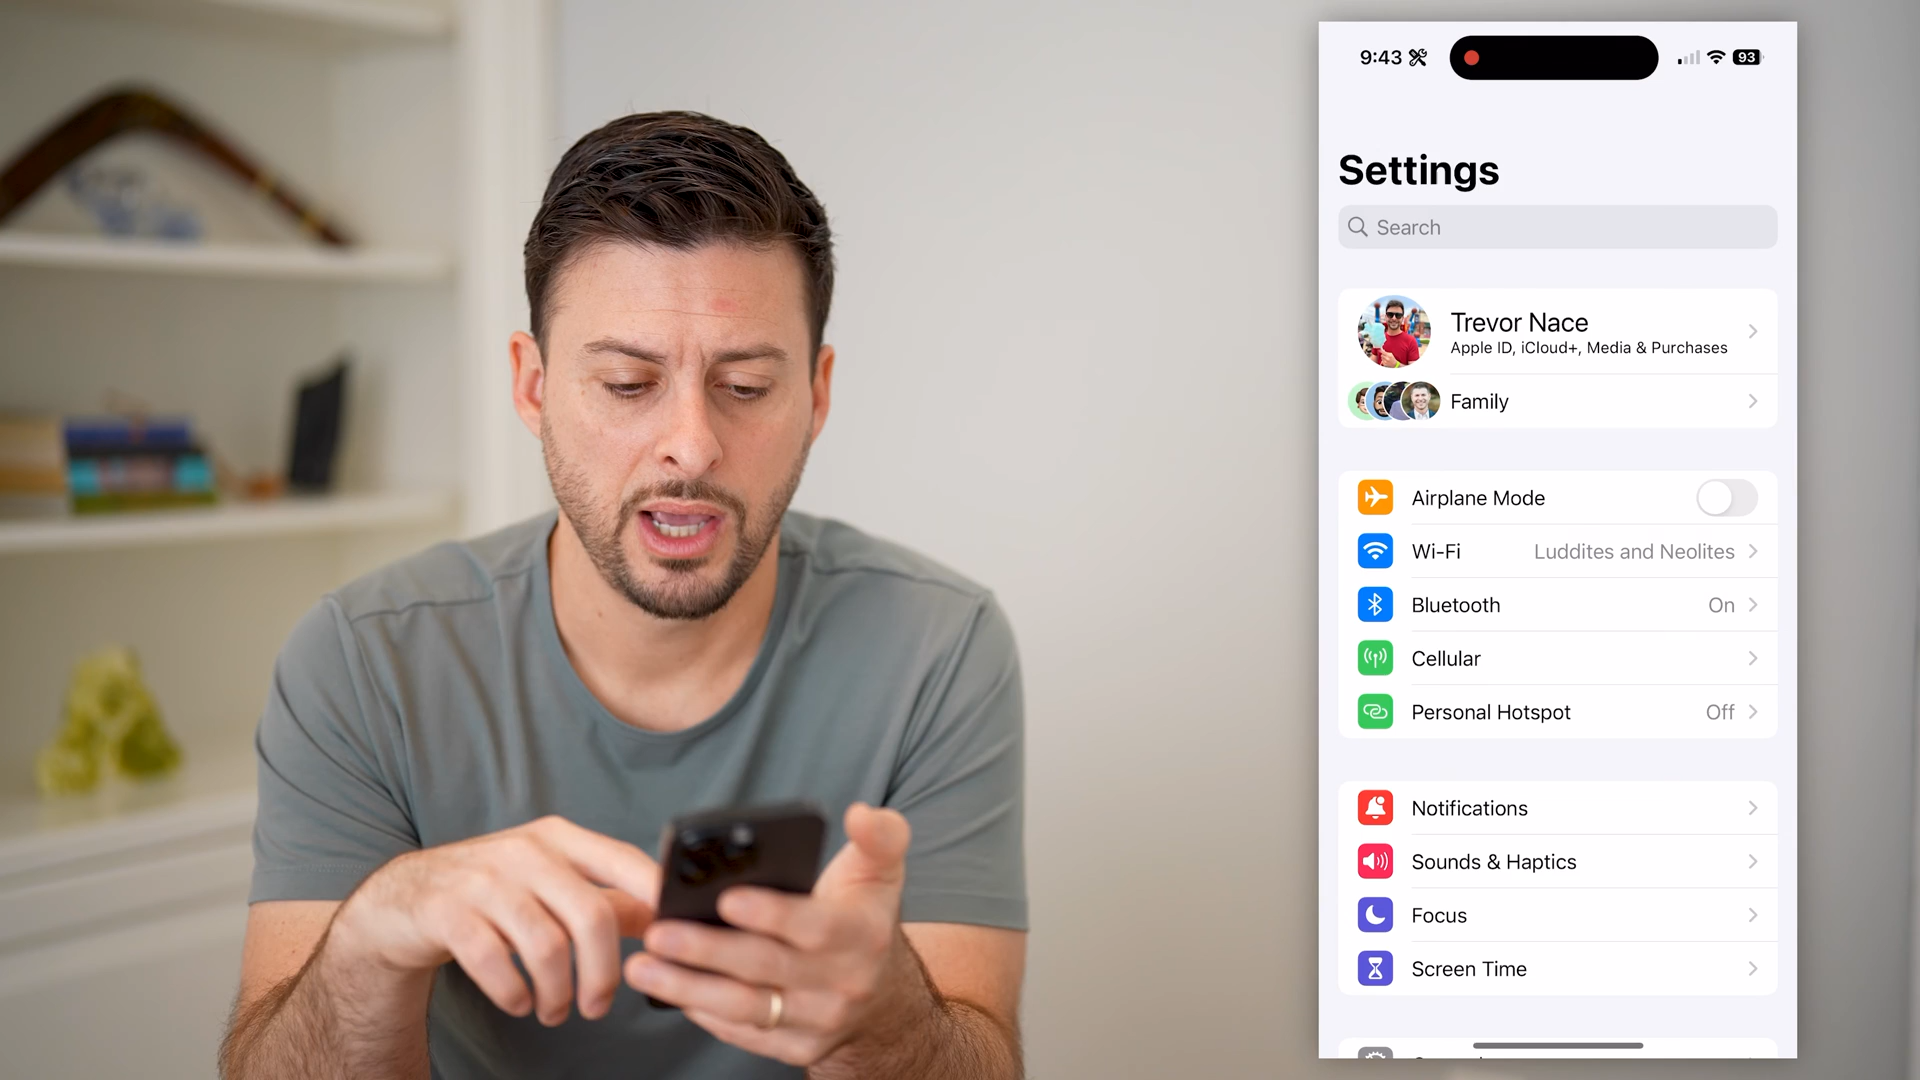 9:43
93
Settings
Search
Trevor Nace
Apple ID, iCloud+, Media & Purchases
Family
Airplane Mode
Wi-Fi Luddites and Neolites
Bluetooth On
Cellular
Personal Hotspot Off
Notifications
Sounds & Haptics
Focus
Screen Time